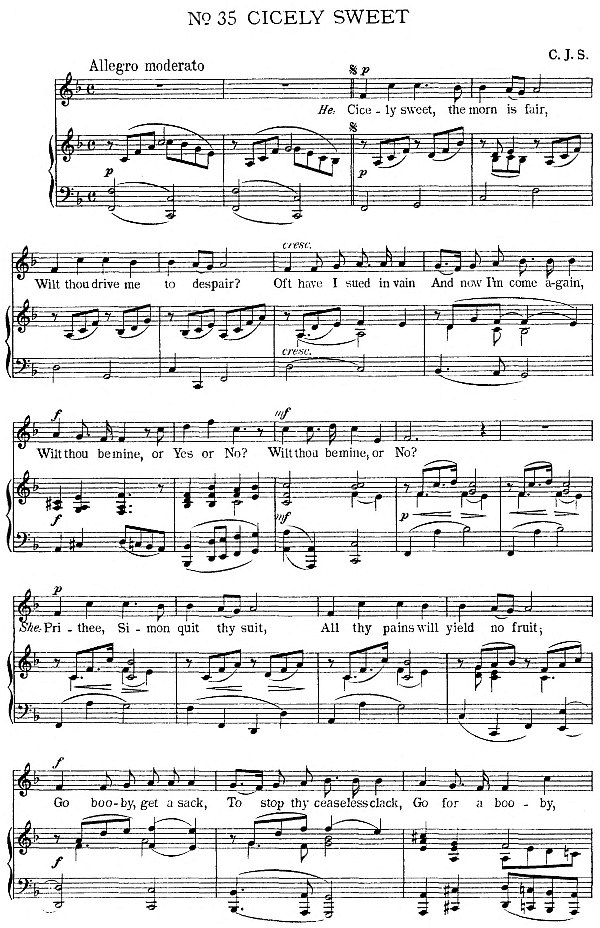 No 35 CICELY SWEET
C. J. S.
Allegro moderato
p
He: Cice - ly sweet, the morn is fair,
p
p
cresc.
Wilt thou drive me to despair? Oft have I sued in vain And now I'm come a-gain,
cresc.
f mf
Wilt thou be mine, or Yes or No? Wilt thou be mine, or No?
f mf p
p
She: Pri - thee, Si - mon quit thy suit, All thy pains will yield no fruit;
f
Go boo-by, get a sack, To stop thy ceaseless clack, Go for a boo - by,
f